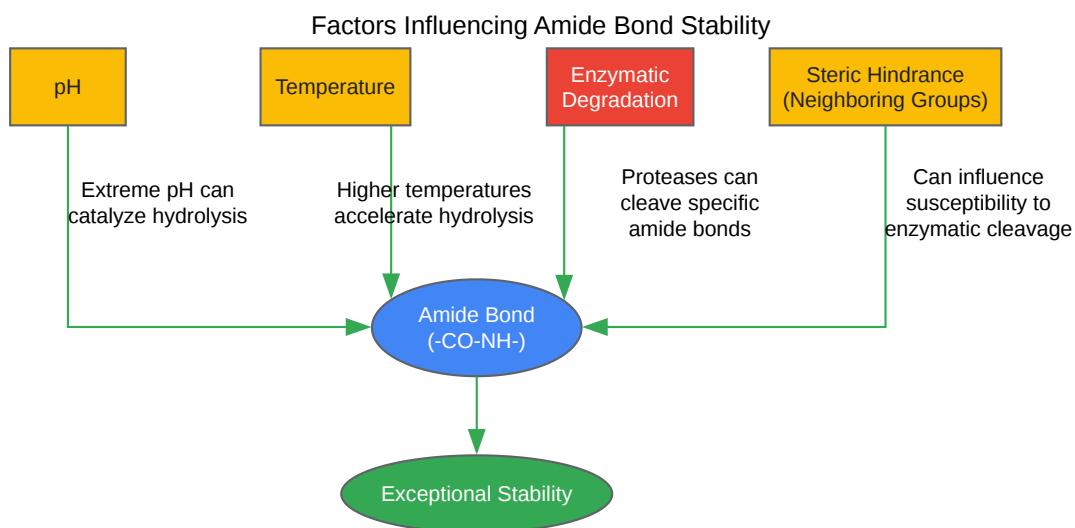 Factors Influencing Amide Bond Stability
pH
Temperature
Enzymatic
Degradation
Steric Hindrance
(Neighboring Groups)
Extreme pH can
catalyze hydrolysis
Higher temperatures
accelerate hydrolysis
Proteases can
cleave specific
amide bonds
Can influence
susceptibility to
enzymatic cleavage
Amide Bond
(-CO-NH-)
Exceptional Stability